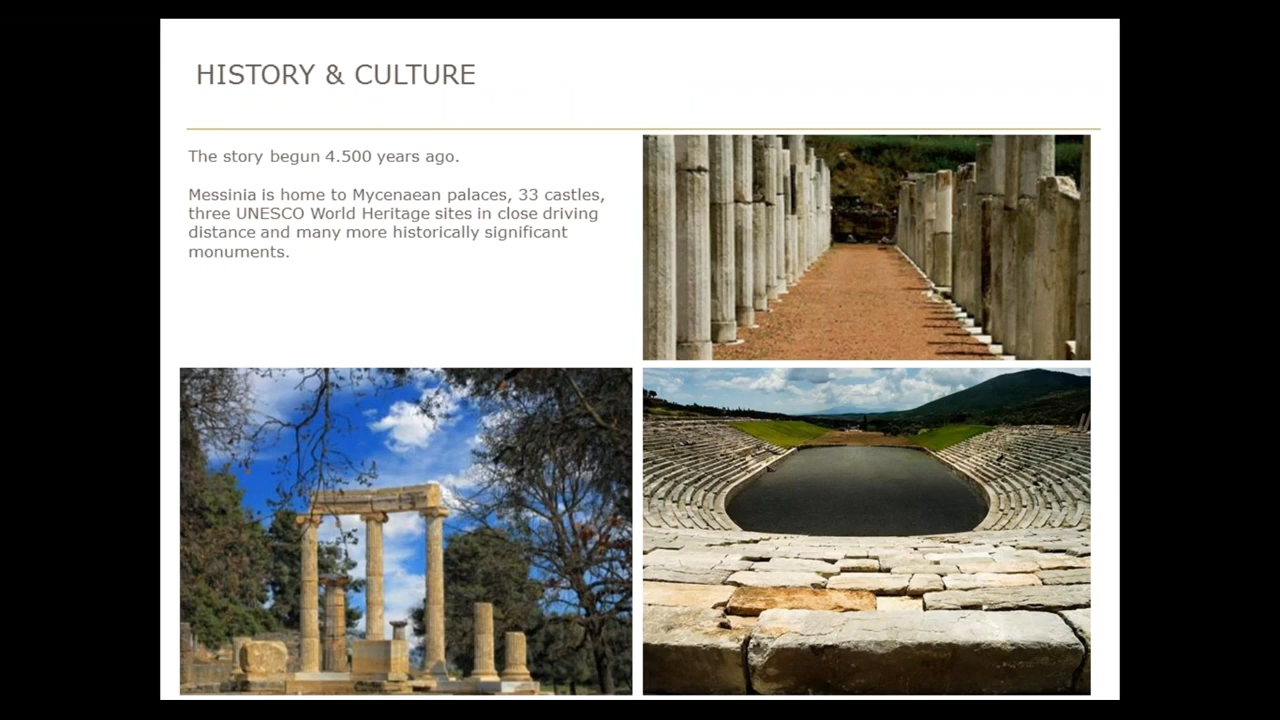 HISTORY & CULTURE
The story begun 4.500 years ago.
Messinia is home to Mycenaean palaces, 33 castles,
three UNESCO World Heritage sites in close driving
distance and many more historically significant
monuments.